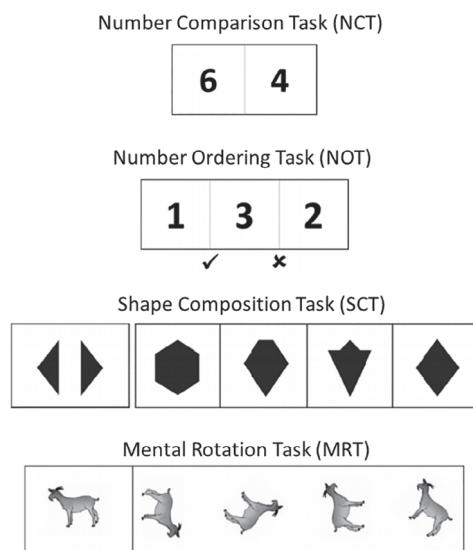 Number Comparison Task (NCT)
6 4
Number Ordering Task (NOT)
1 3 2
✓ ✗
Shape Composition Task (SCT)
Mental Rotation Task (MRT)